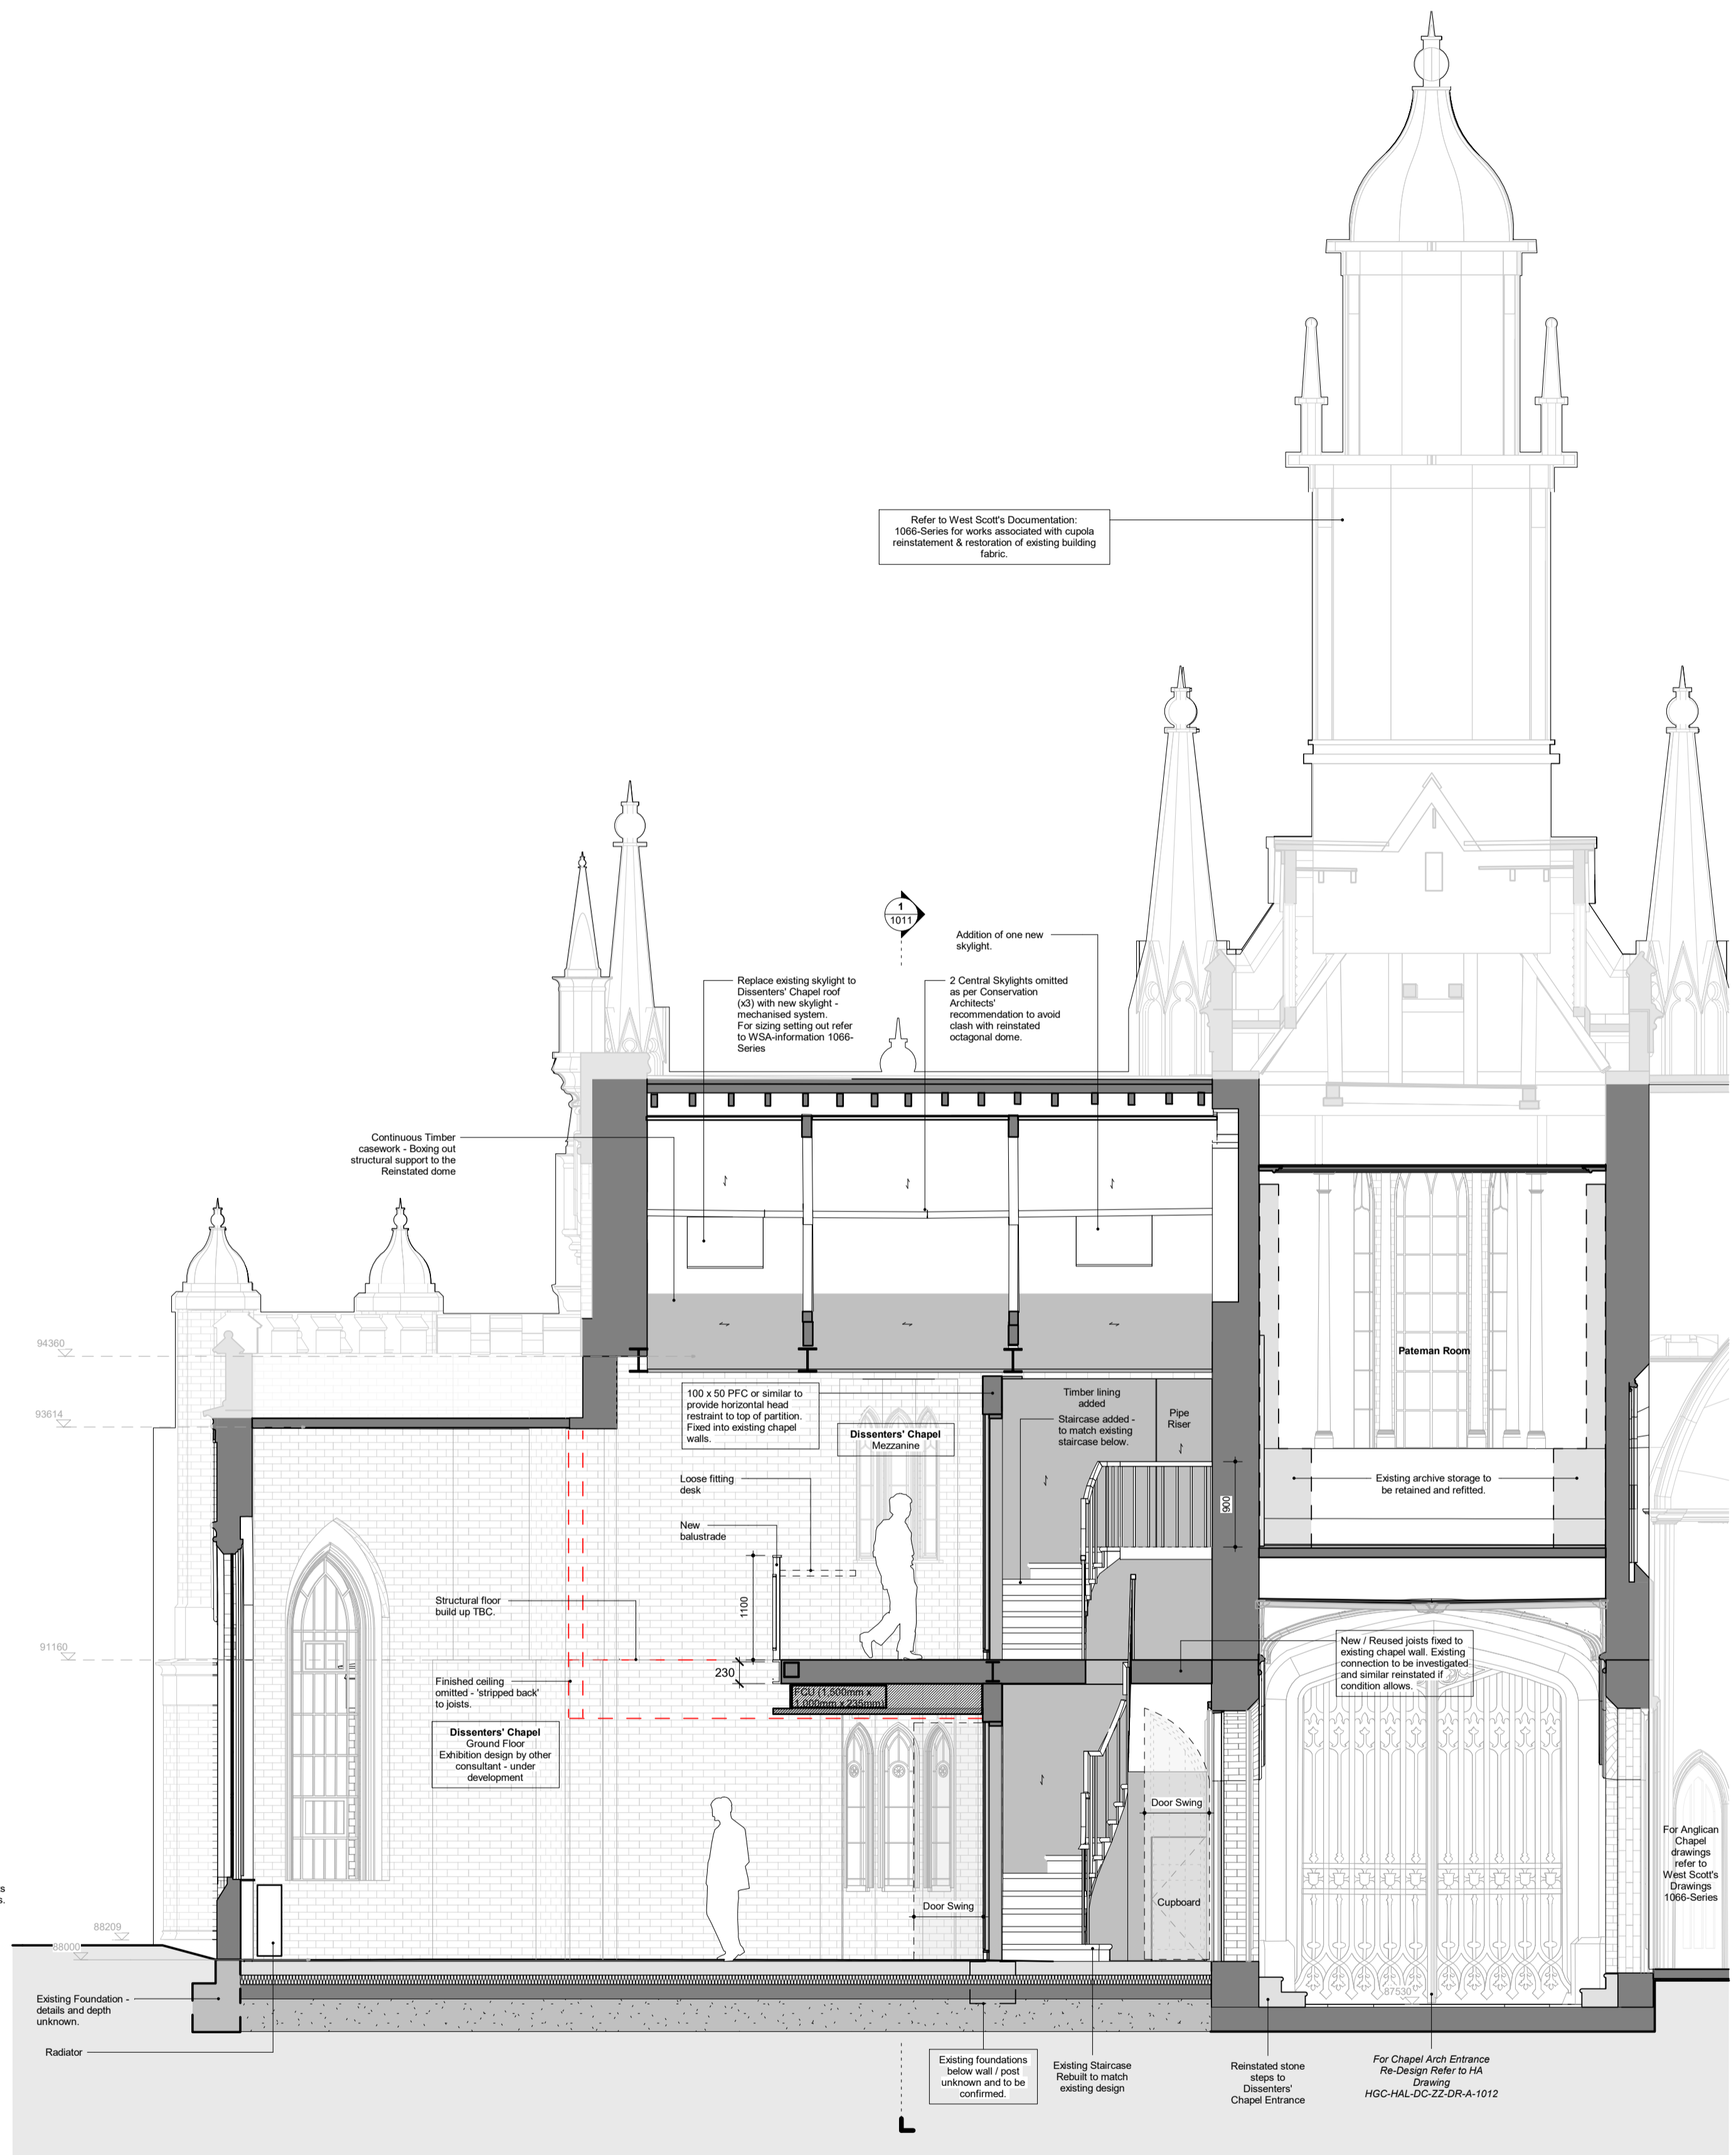 Refer to West Scott's Documentation:
1066-Series for works associated with cupola
reinstatement & restoration of existing building
fabric.
1
1011
Addition of one new
skylight.
Replace existing skylight to
Dissenters' Chapel roof
(x3) with new skylight -
mechanised system.
For sizing setting out refer
to WSA-information 1066-
Series
2 Central Skylights omitted
as per Conservation
Architects'
recommendation to avoid
clash with reinstated
octagonal dome.
Continuous Timber
casework - Boxing out
structural support to the
Reinstated dome
94360
93614
Pateman Room
100 x 50 PFC or similar to
provide horizontal head
restraint to top of partition.
Fixed into existing chapel
walls.
Dissenters' Chapel
Mezzanine
Timber lining
added
Staircase added -
to match existing
staircase below.
Pipe
Riser
Loose fitting
desk
New
balustrade
Existing archive storage to
be retained and refitted.
900
1100
Structural floor
build up TBC.
91160
230
New / Reused joists fixed to
existing chapel wall. Existing
connection to be investigated
and similar reinstated if
condition allows.
Finished ceiling
omitted - 'stripped back'
to joists.
FCU (1,500mm x
1,000mm x 235mm)
Dissenters' Chapel
Ground Floor
Exhibition design by other
consultant - under
development
Door Swing
Cupboard
Door Swing
For Anglican
Chapel
drawings
refer to
West Scott's
Drawings
1066-Series
s
s.
88209
88000
87530
Existing Foundation -
details and depth
unknown.
Radiator
Existing foundations
below wall / post
unknown and to be
confirmed.
Existing Staircase
Rebuilt to match
existing design
Reinstated stone
steps to
Dissenters'
Chapel Entrance
For Chapel Arch Entrance
Re-Design Refer to HA
Drawing
HGC-HAL-DC-ZZ-DR-A-1012